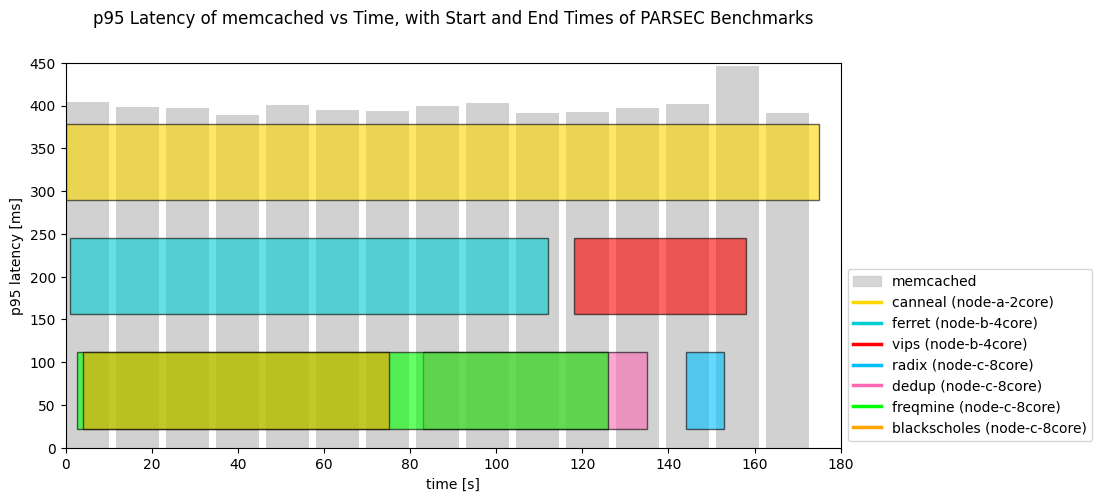 p95 Latency of memcached vs Time, with Start and End Times of PARSEC Benchmarks
p95 latency [ms]
450
400
350
300
250
200
150
100
50
0
0 20 40 60 80 100 120 140 160 180
time [s]
memcached
canneal (node-a-2core)
ferret (node-b-4core)
vips (node-b-4core)
radix (node-c-8core)
dedup (node-c-8core)
freqmine (node-c-8core)
blackscholes (node-c-8core)